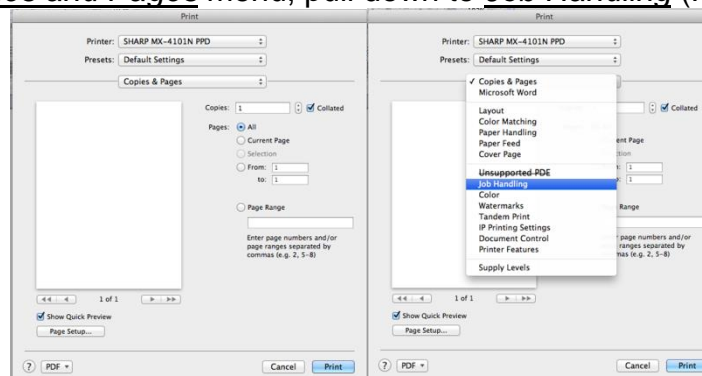 and Pages menu, pull down to Job Handling
Print
Printer: SHARP MX-4101N PPD
Presets: Default Settings
Copies & Pages
Copies: 1 Collated
Pages: All
Current Page
Selection
From: 1
to: 1
Page Range
Enter page numbers and/or
page ranges separated by
commas (e.g. 2, 5-8)
1 of 1
Show Quick Preview
Page Setup...
? PDF Cancel Print
Print
Printer: SHARP MX-4101N PPD
Presets: Default Settings
✓ Copies & Pages
Microsoft Word
Layout
Color Matching
Paper Handling
Paper Feed
Cover Page
Unsupported PDE
Job Handling
Color
Watermarks
Tandem Print
IP Printing Settings
Document Control
Printer Features
Supply Levels
Collated
ent Page
tion
1
1
Range
page numbers and/or
ranges separated by
mas (e.g. 2, 5-8)
1 of 1
Show Quick Preview
Page Setup...
? PDF Cancel Print